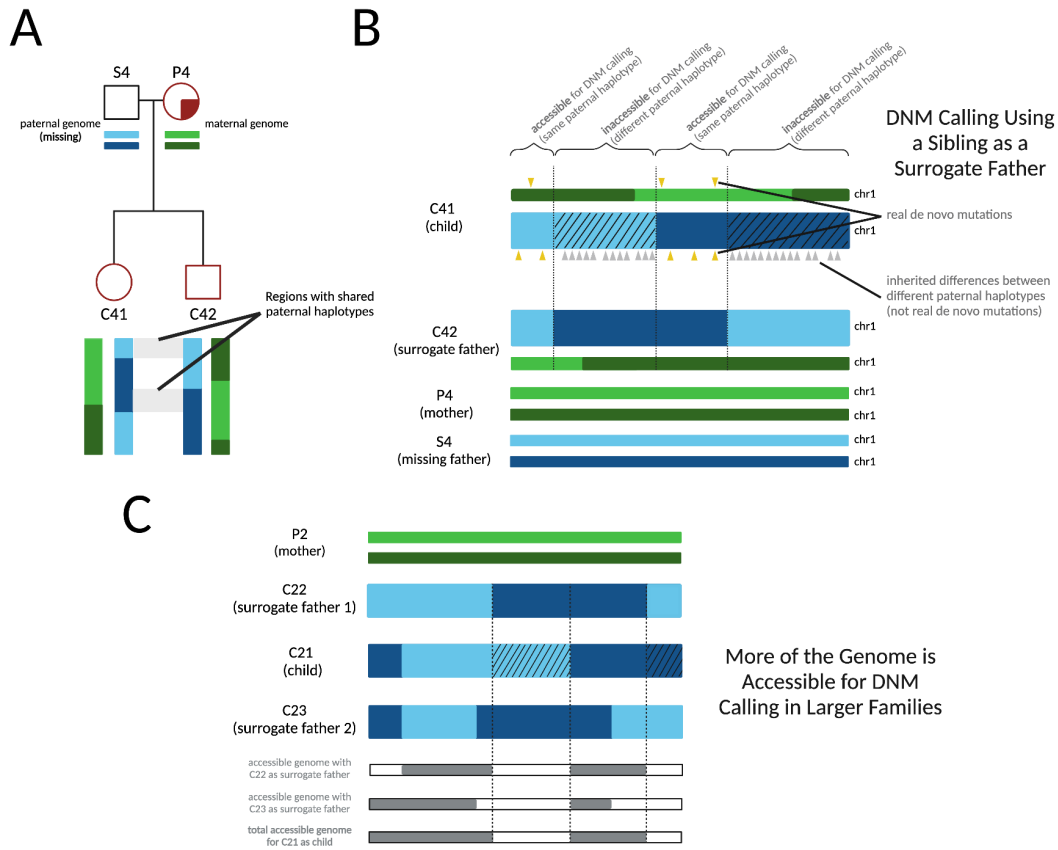 A
S4
P4
paternal genome
(missing)
maternal genome
C41
C42
Regions with shared
paternal haplotypes
B
accessible for DNM calling
(same paternal haplotype)
inaccessible for DNM calling
(different paternal haplotype)
accessible for DNM calling
(same paternal haplotype)
inaccessible for DNM calling
(different paternal haplotype)
DNM Calling Using
a Sibling as a
Surrogate Father
C41
(child)
chr1
chr1
real de novo mutations
inherited differences between
different paternal haplotypes
(not real de novo mutations)
C42
(surrogate father)
chr1
chr1
P4
(mother)
chr1
chr1
S4
(missing father)
chr1
chr1
C
P2
(mother)
C22
(surrogate father 1)
C21
(child)
C23
(surrogate father 2)
More of the Genome is
Accessible for DNM
Calling in Larger Families
accessible genome with
C22 as surrogate father
accessible genome with
C23 as surrogate father
total accessible genome
for C21 as child